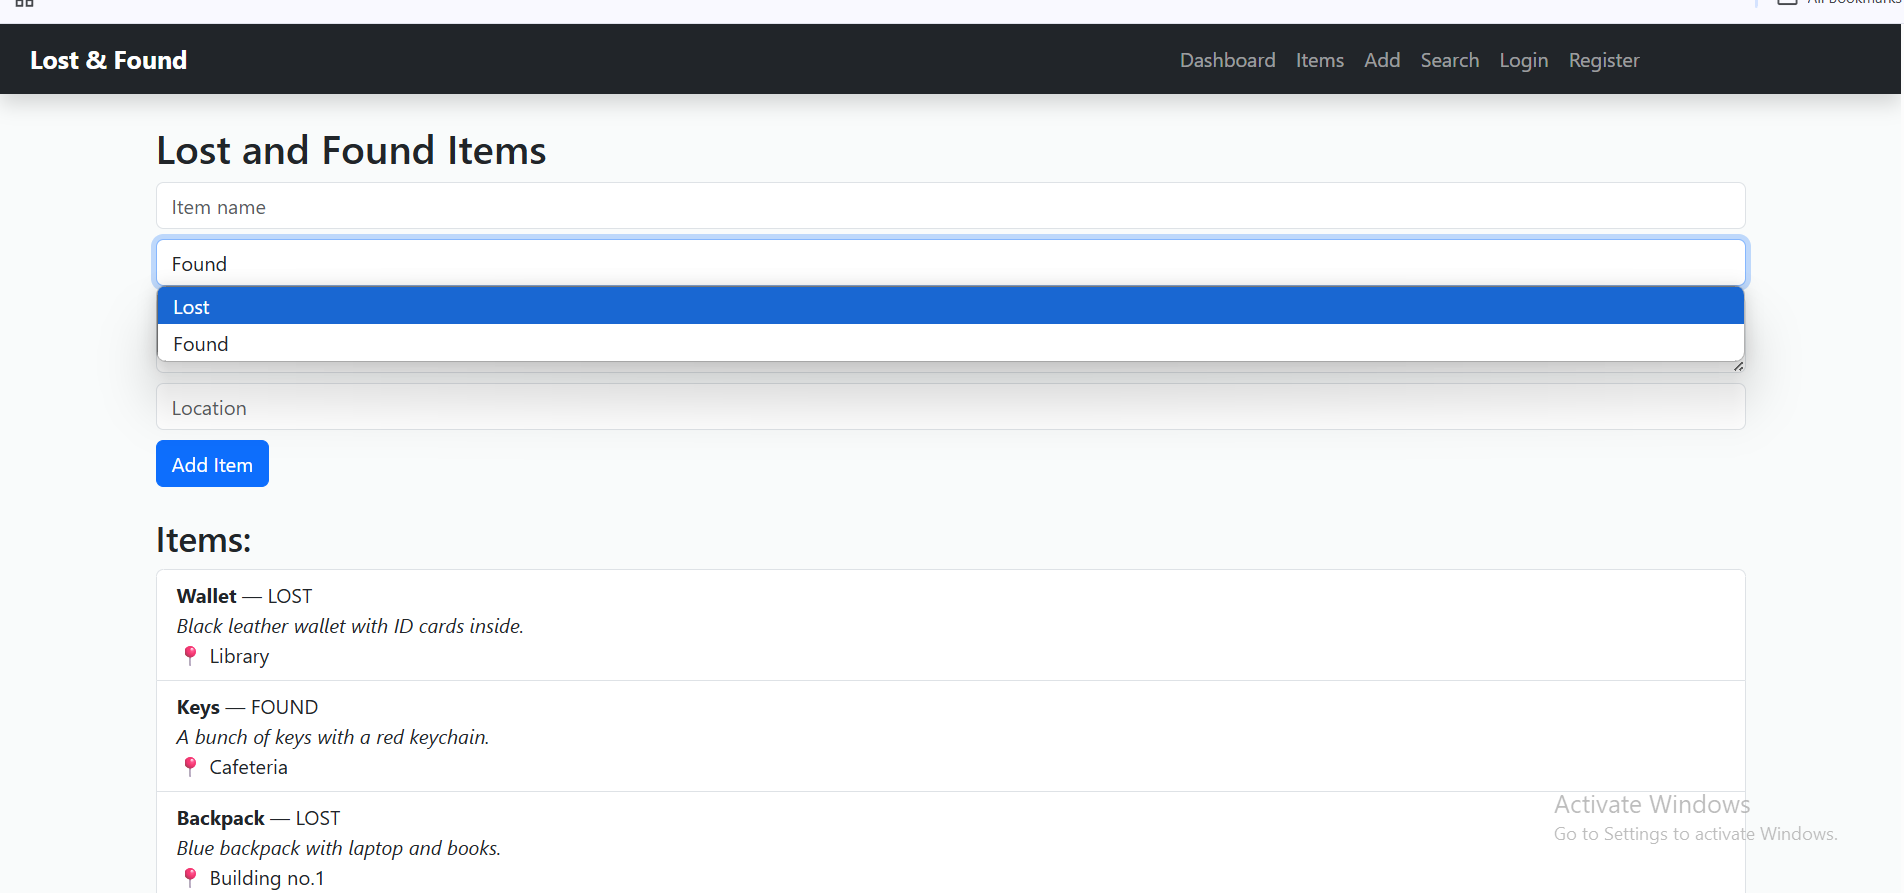 Lost & Found
Dashboard Items Add Search Login Register
Lost and Found Items
Item name
Found
Lost
Found
Location
Add Item
Items:
Wallet — LOST
Black leather wallet with ID cards inside.
Library
Keys — FOUND
A bunch of keys with a red keychain.
Cafeteria
Backpack — LOST
Blue backpack with laptop and books.
Building no.1
Activate Windows
Go to Settings to activate Windows.